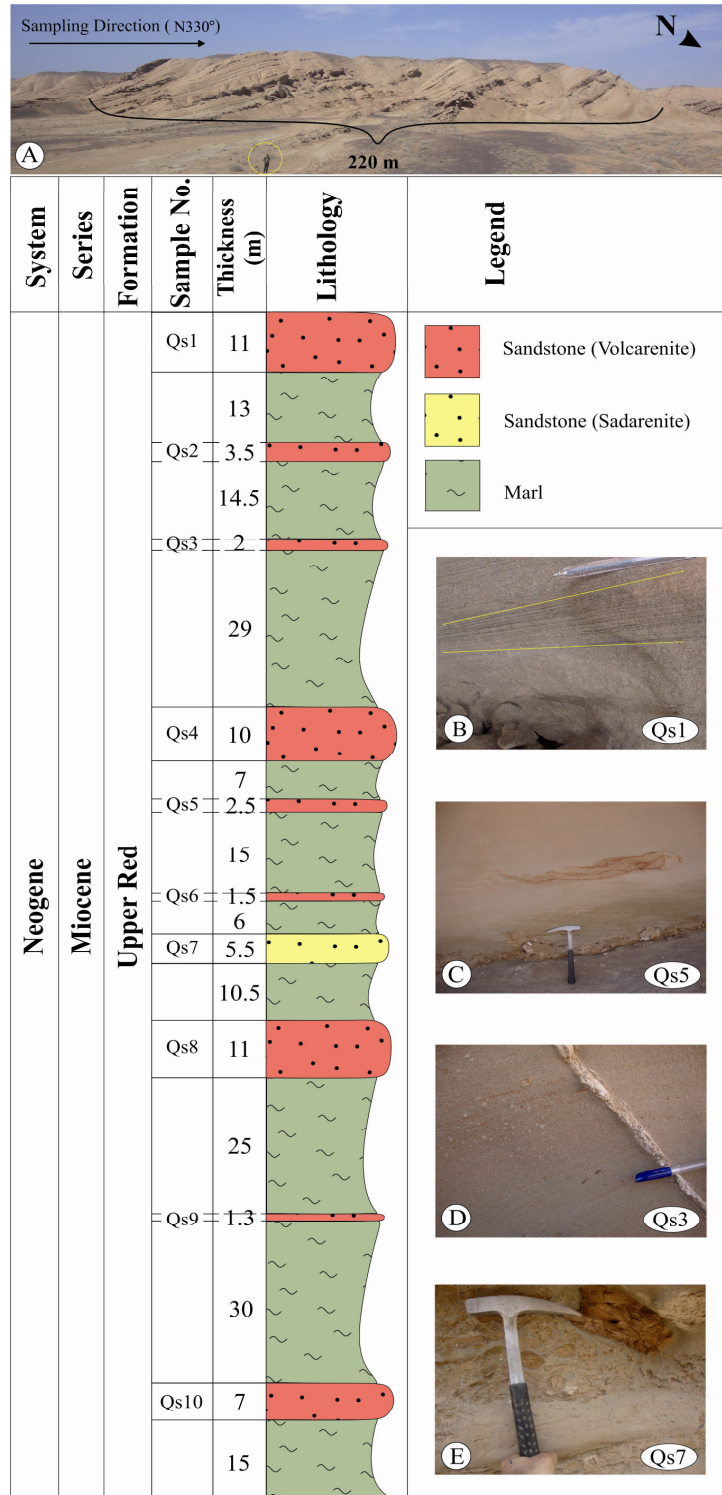 Sampling Direction ( N330°)
N
A
220 m
System
Series
Formation
Sample No.
Thickness
(m)
Lithology
Legend
Neogene
Miocene
Upper Red
Qs1 11
13
Qs2 3.5
14.5
Qs3 2
29
Qs4 10
7
Qs5 2.5
15
Qs6 1.5
6
Qs7 5.5
10.5
Qs8 11
25
Qs9 1.3
30
Qs10 7
15
Sandstone (Volcarenite)
Sandstone (Sadarenite)
Marl
B Qs1
C Qs5
D Qs3
E Qs7